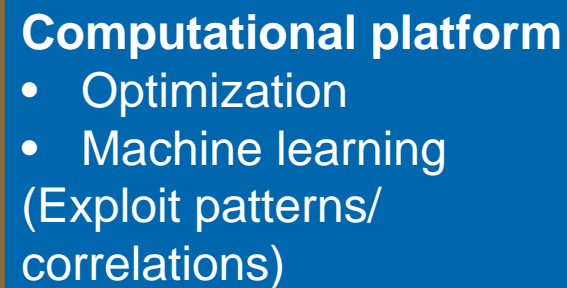 Computational platform
• Optimization
• Machine learning
(Exploit patterns/
correlations)